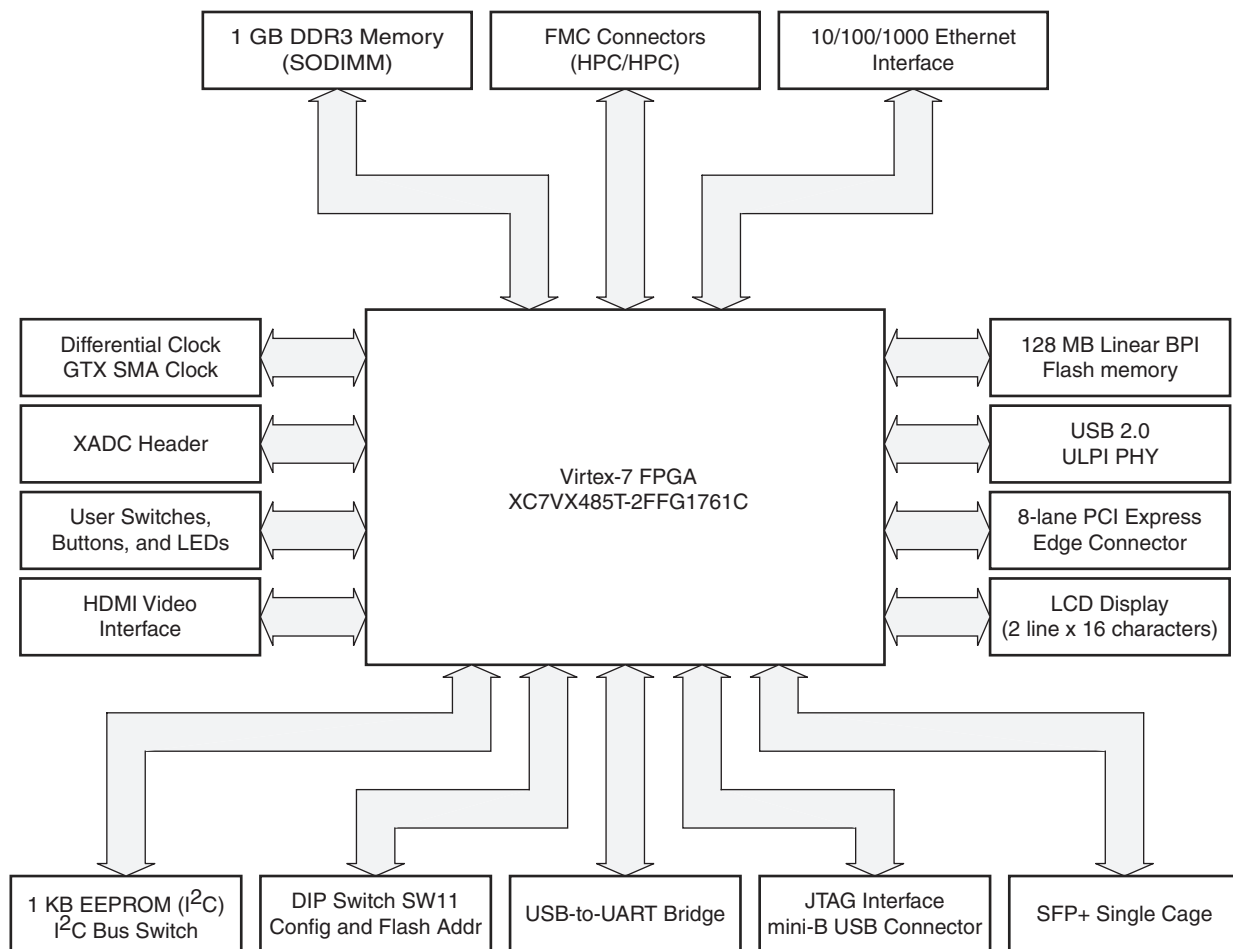 1 GB DDR3 Memory
(SODIMM)
FMC Connectors
(HPC/HPC)
10/100/1000 Ethernet
Interface
Differential Clock
GTX SMA Clock
XADC Header
User Switches,
Buttons, and LEDs
HDMI Video
Interface
Virtex-7 FPGA
XC7VX485T-2FFG1761C
128 MB Linear BPI
Flash memory
USB 2.0
ULPI PHY
8-lane PCI Express
Edge Connector
LCD Display
(2 line x 16 characters)
1 KB EEPROM (I²C)
I²C Bus Switch
DIP Switch SW11
Config and Flash Addr
USB-to-UART Bridge
JTAG Interface
mini-B USB Connector
SFP+ Single Cage